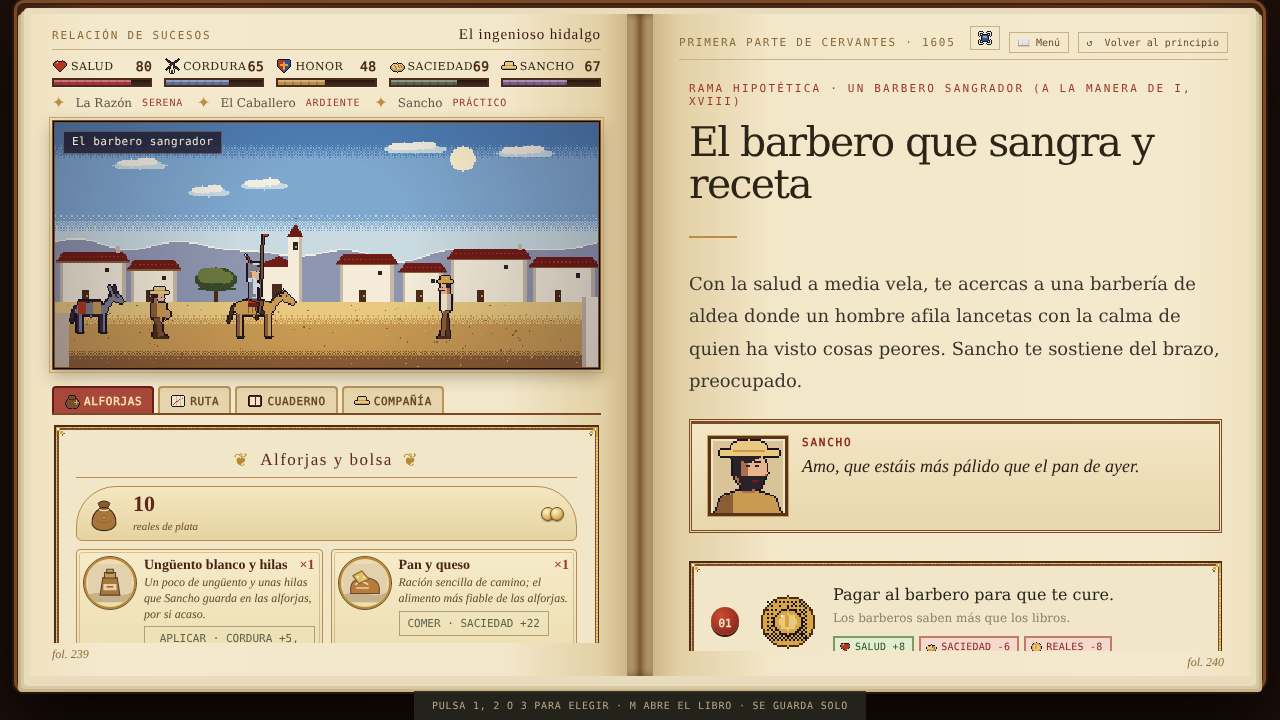 RELACIÓN DE SUCESOS
El ingenioso hidalgo
SALUD 80
CORDURA 65
HONOR 48
SACIEDAD 69
SANCHO 67
La Razón SERENA
El Caballero ARDIENTE
Sancho PRÁCTICO
El barbero sangrador
ALFORJAS
RUTA
CUADERNO
COMPAÑÍA
Alforjas y bolsa
10
reales de plata
Ungüento blanco y hilas ×1
Un poco de ungüento y unas hilas
que Sancho guarda en las alforjas,
por si acaso.
APLICAR · CORDURA +5,
Pan y queso ×1
Ración sencilla de camino; el
alimento más fiable de las alforjas.
COMER · SACIEDAD +22
fol. 239
PRIMERA PARTE DE CERVANTES · 1605
Menú
↺ Volver al principio
RAMA HIPOTÉTICA · UN BARBERO SANGRADOR (A LA MANERA DE I,
XVIII)
El barbero que sangra y
receta
Con la salud a media vela, te acercas a una barbería de
aldea donde un hombre afila lancetas con la calma de
quien ha visto cosas peores. Sancho te sostiene del brazo,
preocupado.
SANCHO
Amo, que estáis más pálido que el pan de ayer.
01
Pagar al barbero para que te cure.
Los barberos saben más que los libros.
SALUD +8
SACIEDAD -6
REALES -8
fol. 240
PULSA 1, 2 O 3 PARA ELEGIR · M ABRE EL LIBRO · SE GUARDA SOLO